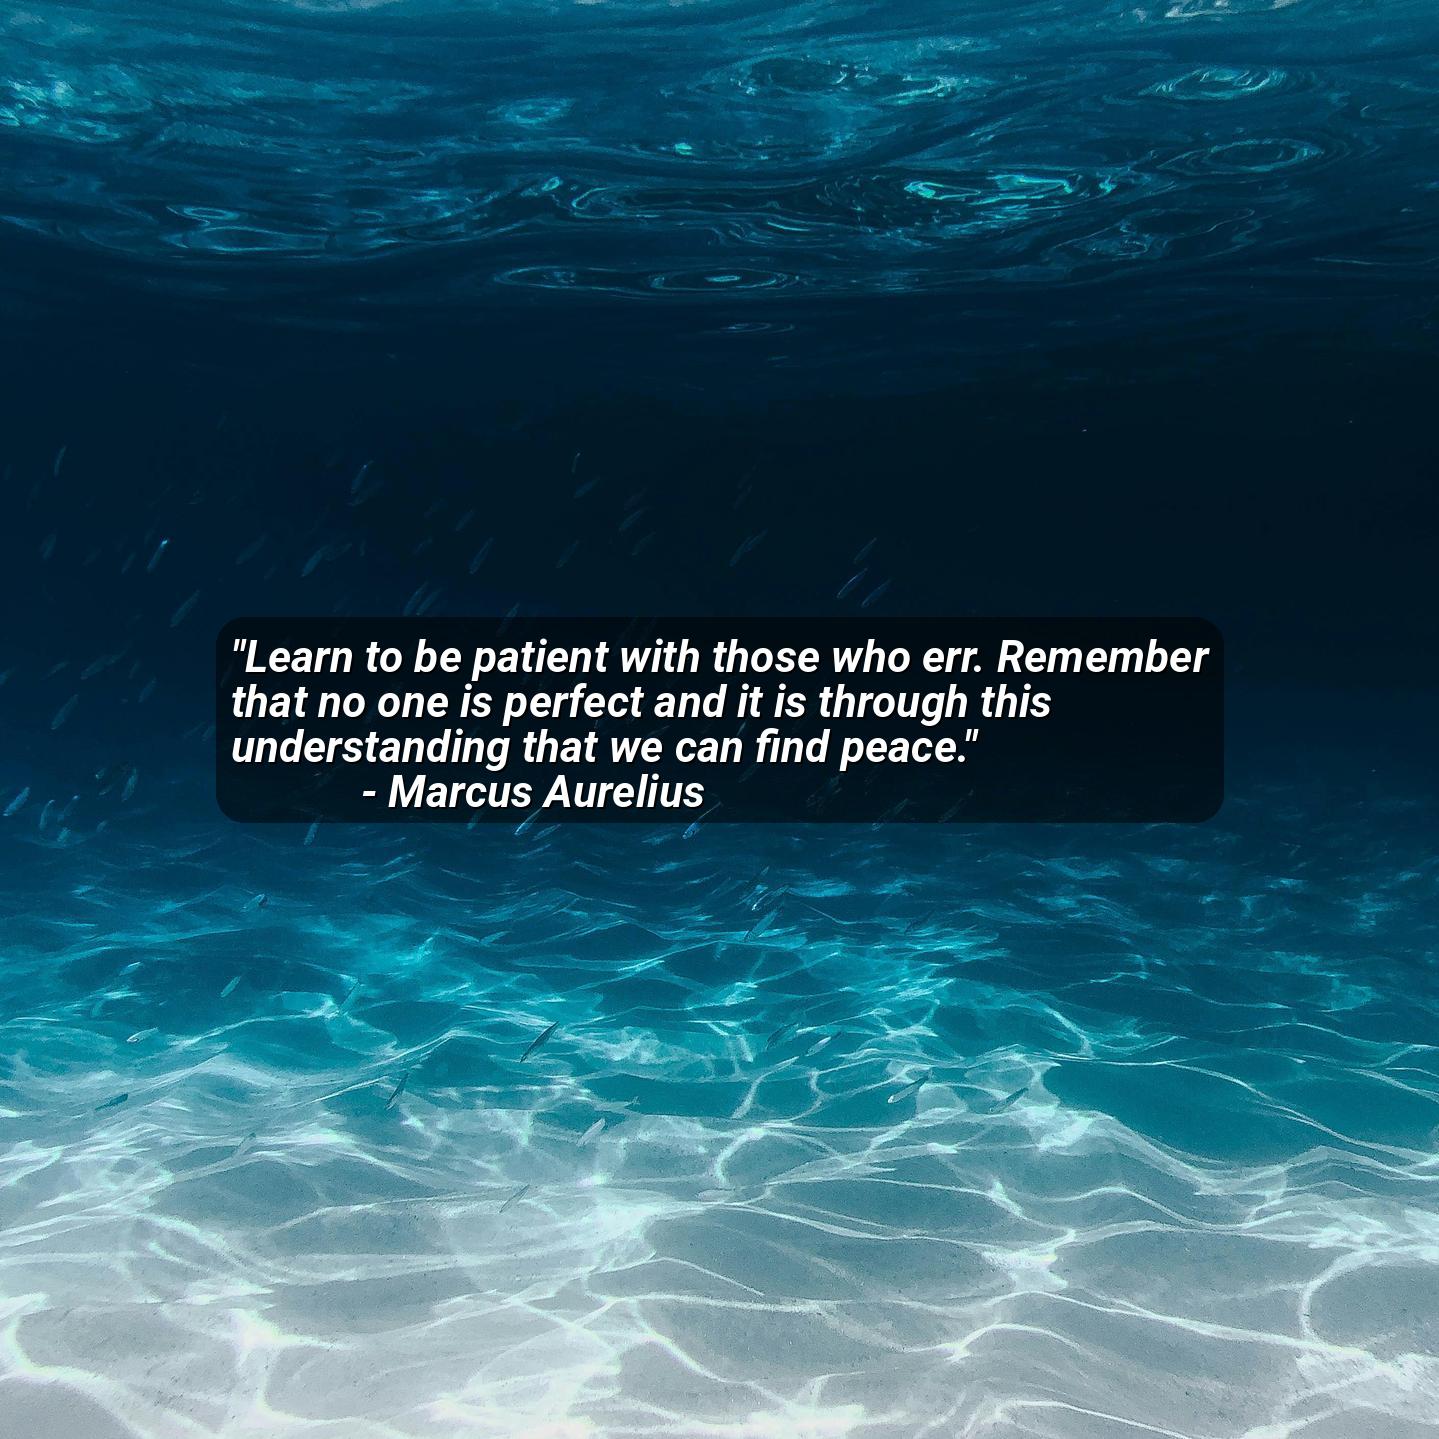 "Learn to be patient with those who err. Remember
that no one is perfect and it is through this
understanding that we can find peace."
- Marcus Aurelius